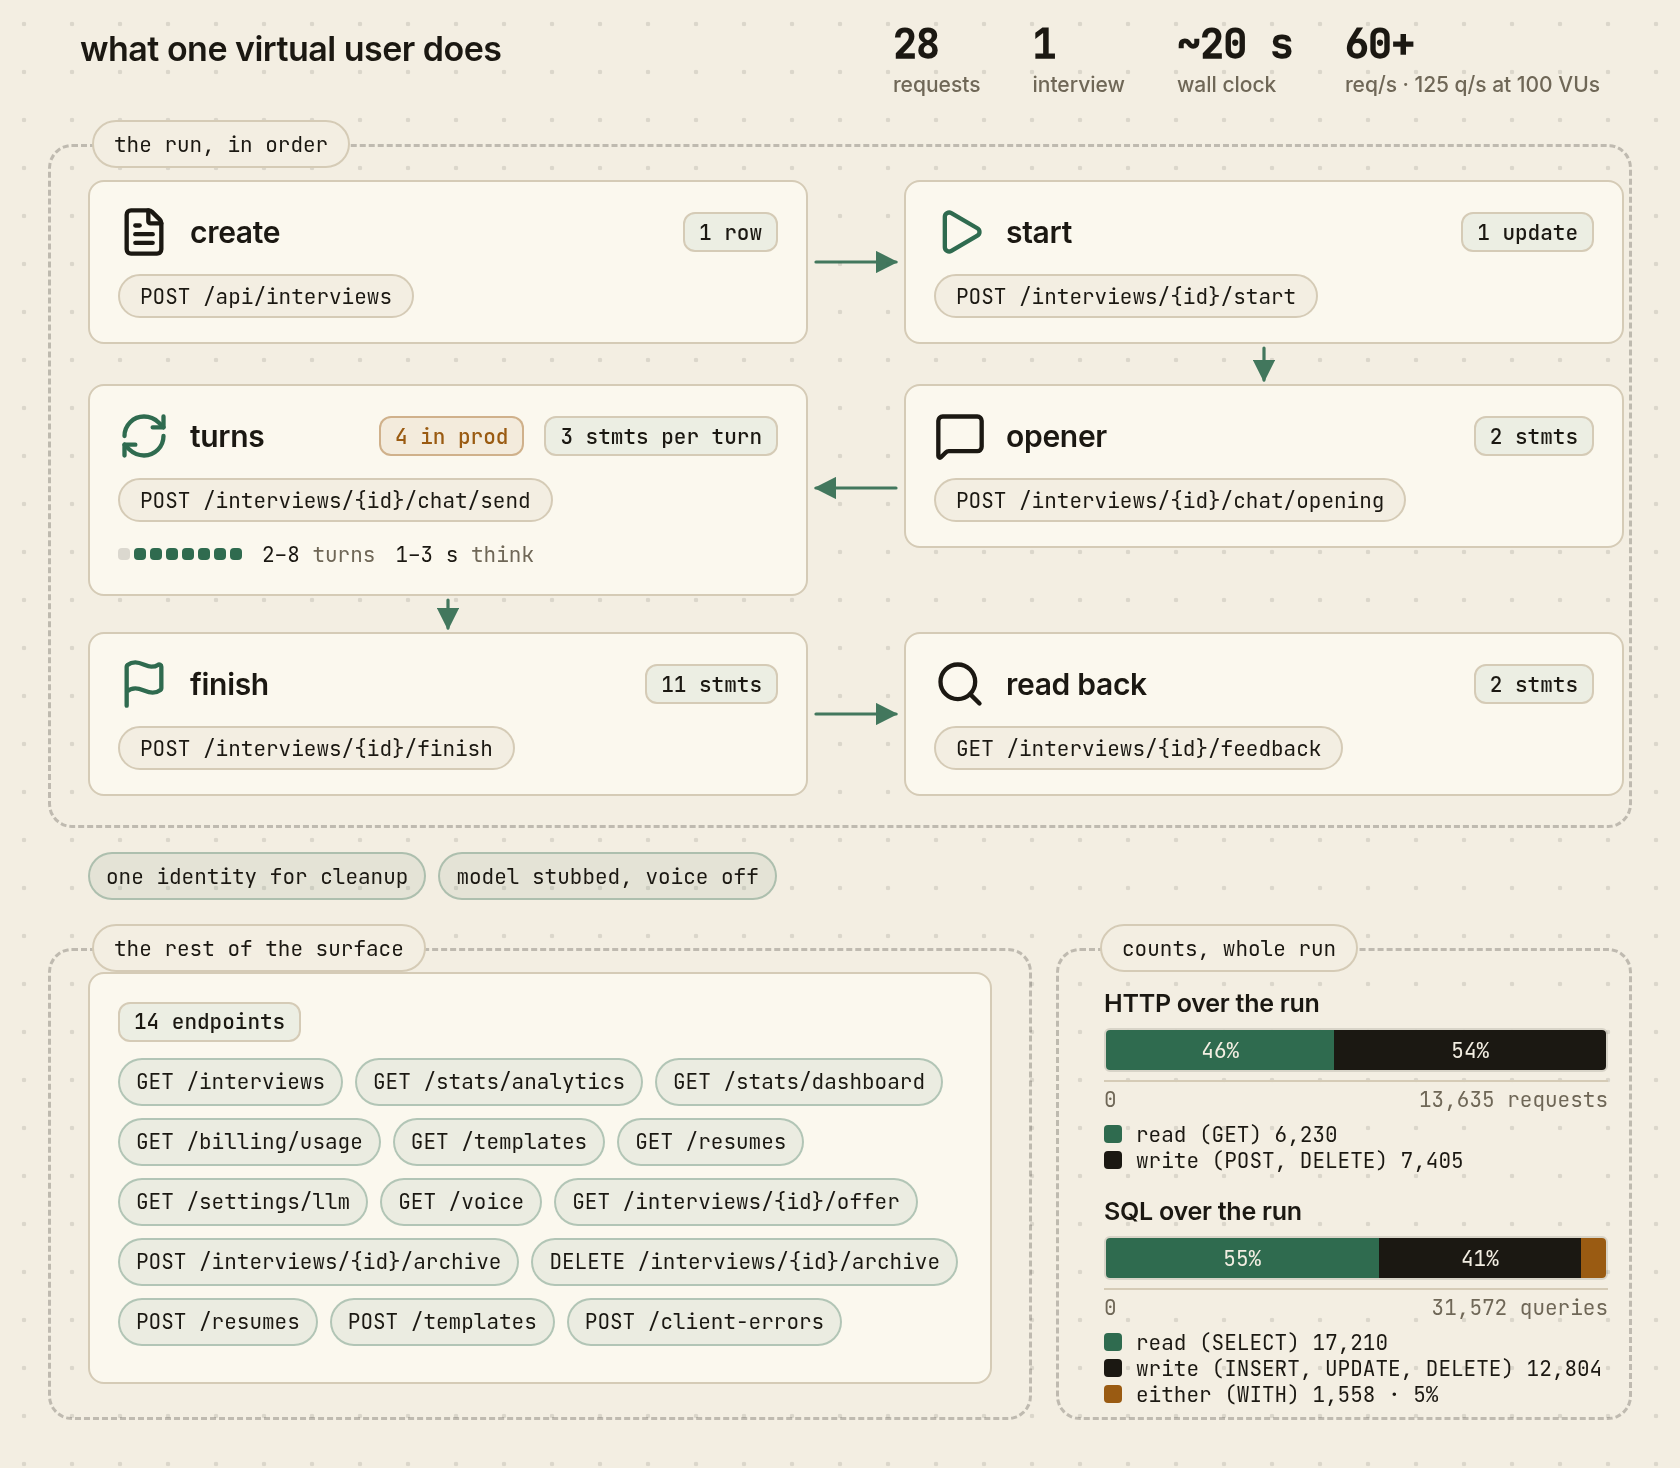 what one virtual user does
28
requests
1
interview
~20 s
wall clock
60+
req/s · 125 q/s at 100 VUs
the run, in order
create
1 row
POST /api/interviews
start
1 update
POST /interviews/{id}/start
turns
4 in prod
3 stmts per turn
POST /interviews/{id}/chat/send
2–8 turns 1–3 s think
opener
2 stmts
POST /interviews/{id}/chat/opening
finish
11 stmts
POST /interviews/{id}/finish
read back
2 stmts
GET /interviews/{id}/feedback
one identity for cleanup
model stubbed, voice off
the rest of the surface
14 endpoints
GET /interviews
GET /stats/analytics
GET /stats/dashboard
GET /billing/usage
GET /templates
GET /resumes
GET /settings/llm
GET /voice
GET /interviews/{id}/offer
POST /interviews/{id}/archive
DELETE /interviews/{id}/archive
POST /resumes
POST /templates
POST /client-errors
counts, whole run
HTTP over the run
46%
54%
0
13,635 requests
read (GET) 6,230
write (POST, DELETE) 7,405
SQL over the run
55%
41%
0
31,572 queries
read (SELECT) 17,210
write (INSERT, UPDATE, DELETE) 12,804
either (WITH) 1,558 · 5%